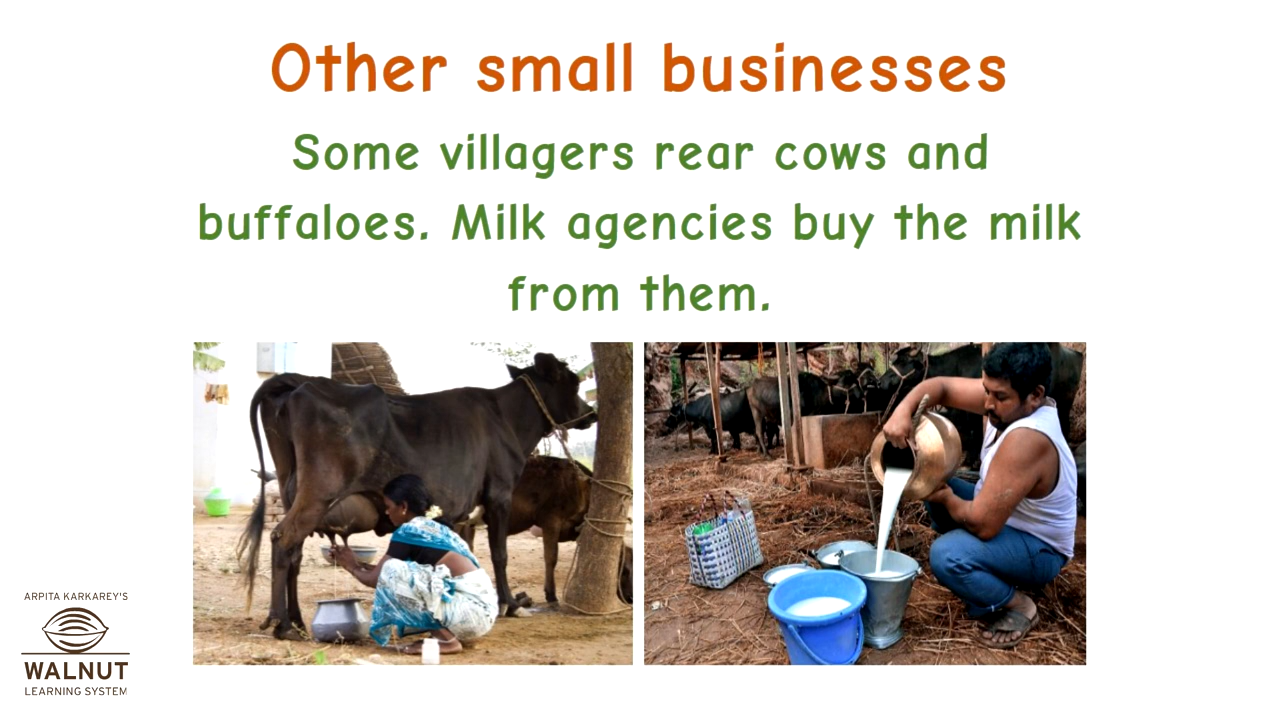 Other small businesses
Some villagers rear cows and
buffaloes. Milk agencies buy the milk
from them.
ARPITA KARKAREY'S
WALNUT
LEARNING SYSTEM